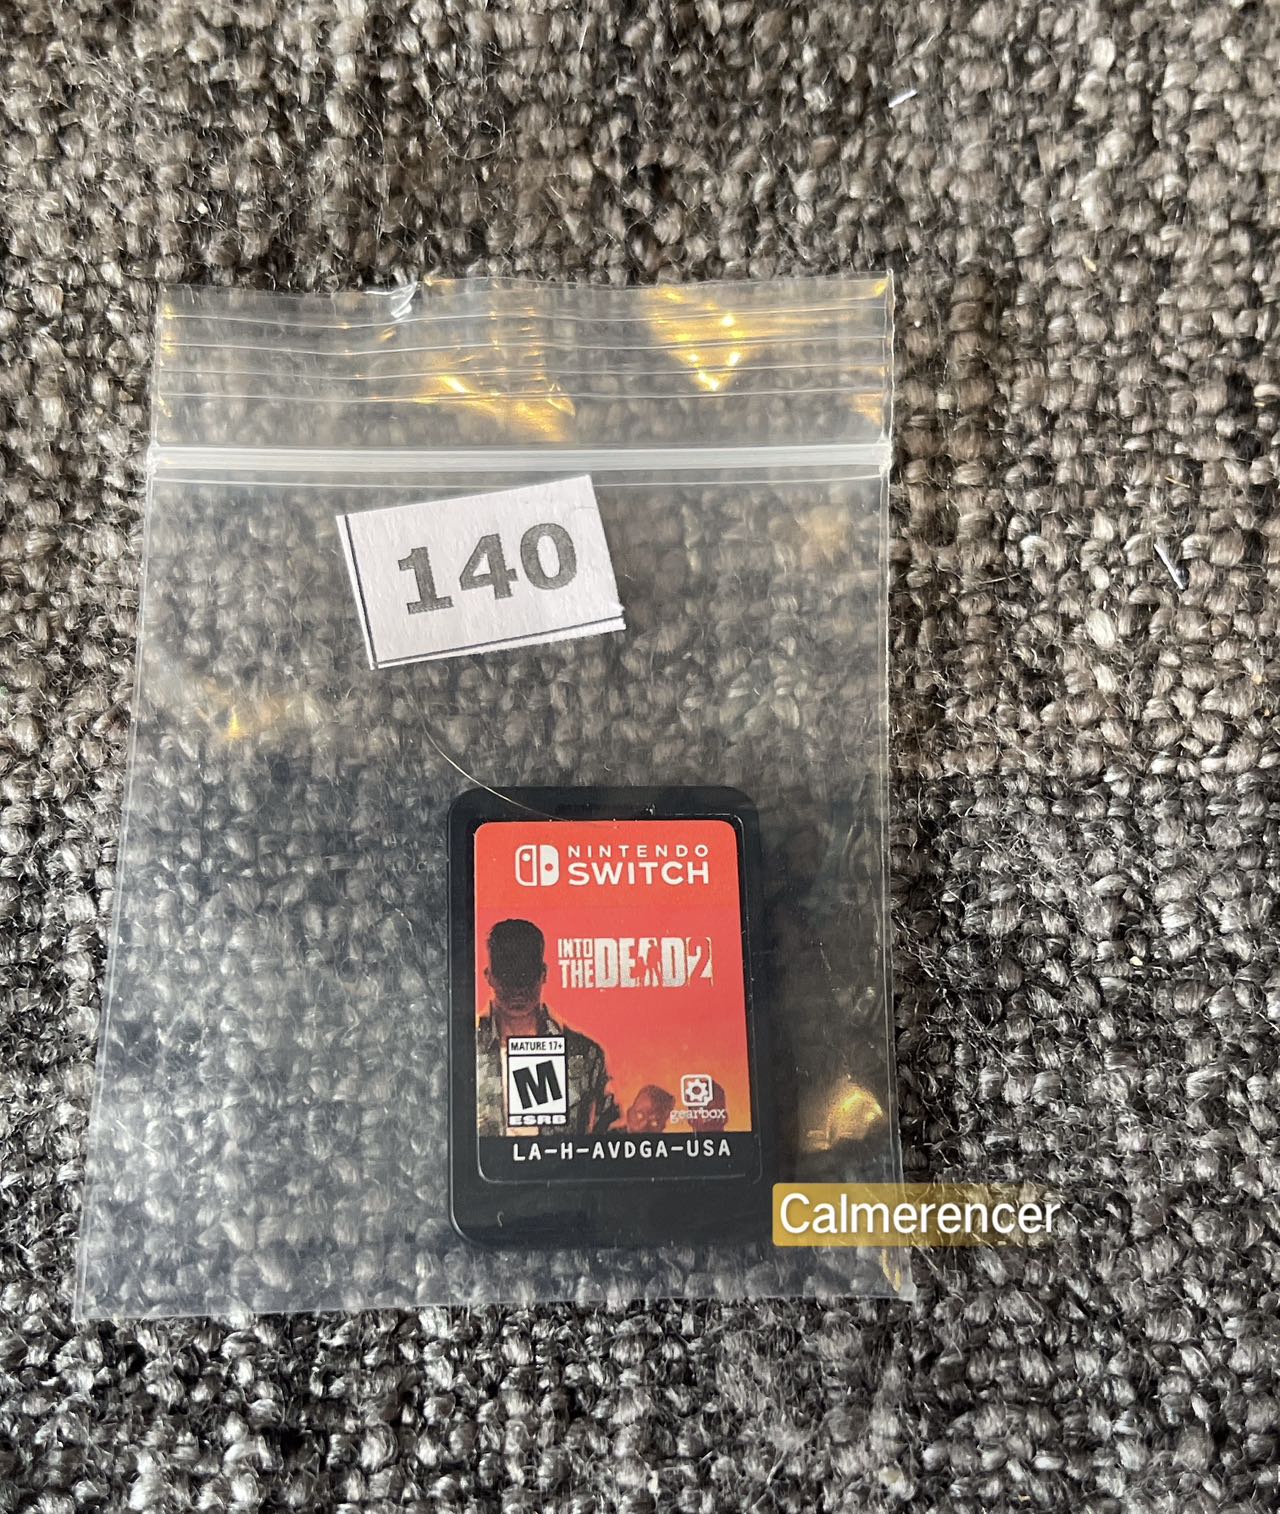 140
NINTENDO
SWITCH
INTO
THE DEAD 2
MATURE 17+
M
ESRB
gearbox
LA-H-AVDGA-USA
Calmerencer